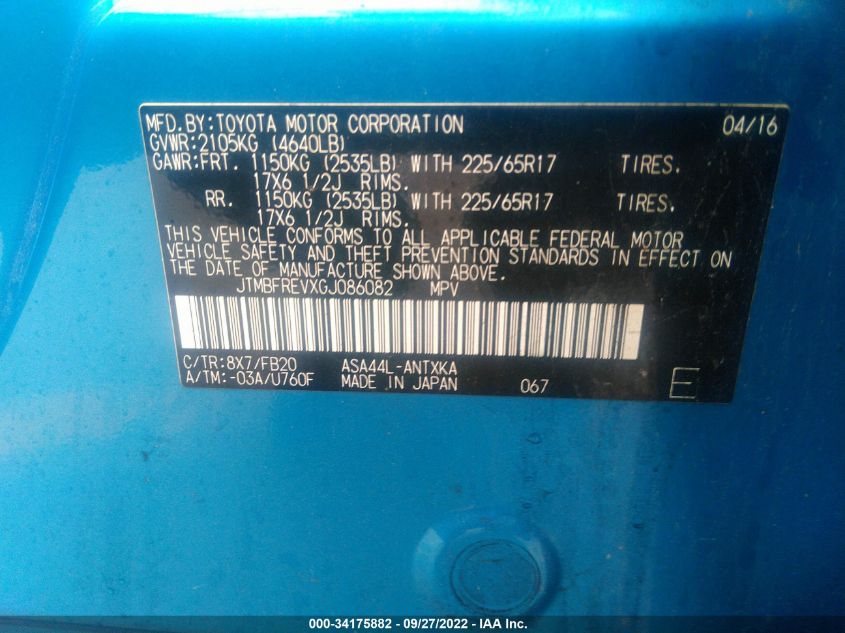 MFD.BY:TOYOTA MOTOR CORPORATION 04/16
GVWR:2105KG (4640LB)
GAWR:FRT. 1150KG (2535LB) WITH 225/65R17 TIRES.
17X6 1/2J RIMS.
RR. 1150KG (2535LB) WITH 225/65R17 TIRES.
17X6 1/2J RIMS.
THIS VEHICLE CONFORMS TO ALL APPLICABLE FEDERAL MOTOR
VEHICLE SAFETY AND THEFT PREVENTION STANDARDS IN EFFECT ON
THE DATE OF MANUFACTURE SHOWN ABOVE.
JTMBFREVXGJ086082 MPV
C/TR:8X7/FB20 ASA44L-ANTXKA
A/TM:-03A/U760F MADE IN JAPAN 067 E
000-34175882 - 09/27/2022 - IAA Inc.